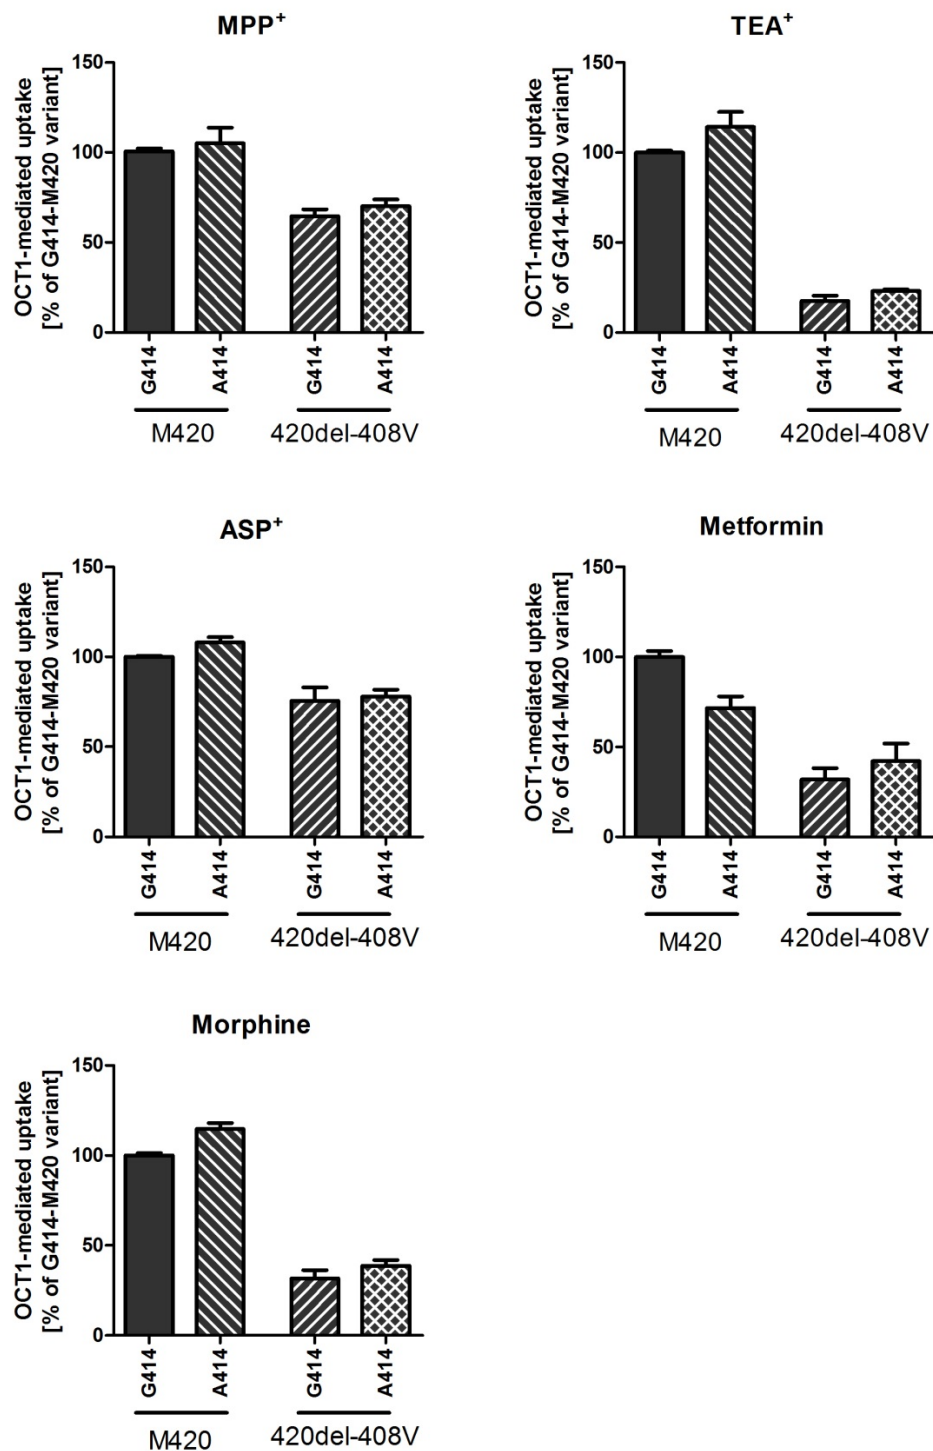 MPP⁺
OCT1-mediated uptake
[% of G414-M420 variant]
150
100
50
0
G414
A414
G414
A414
M420
420del-408V
TEA⁺
OCT1-mediated uptake
[% of G414-M420 variant]
150
100
50
0
G414
A414
G414
A414
M420
420del-408V
ASP⁺
OCT1-mediated uptake
[% of G414-M420 variant]
150
100
50
0
G414
A414
G414
A414
M420
420del-408V
Metformin
OCT1-mediated uptake
[% of G414-M420 variant]
150
100
50
0
G414
A414
G414
A414
M420
420del-408V
Morphine
OCT1-mediated uptake
[% of G414-M420 variant]
150
100
50
0
G414
A414
G414
A414
M420
420del-408V